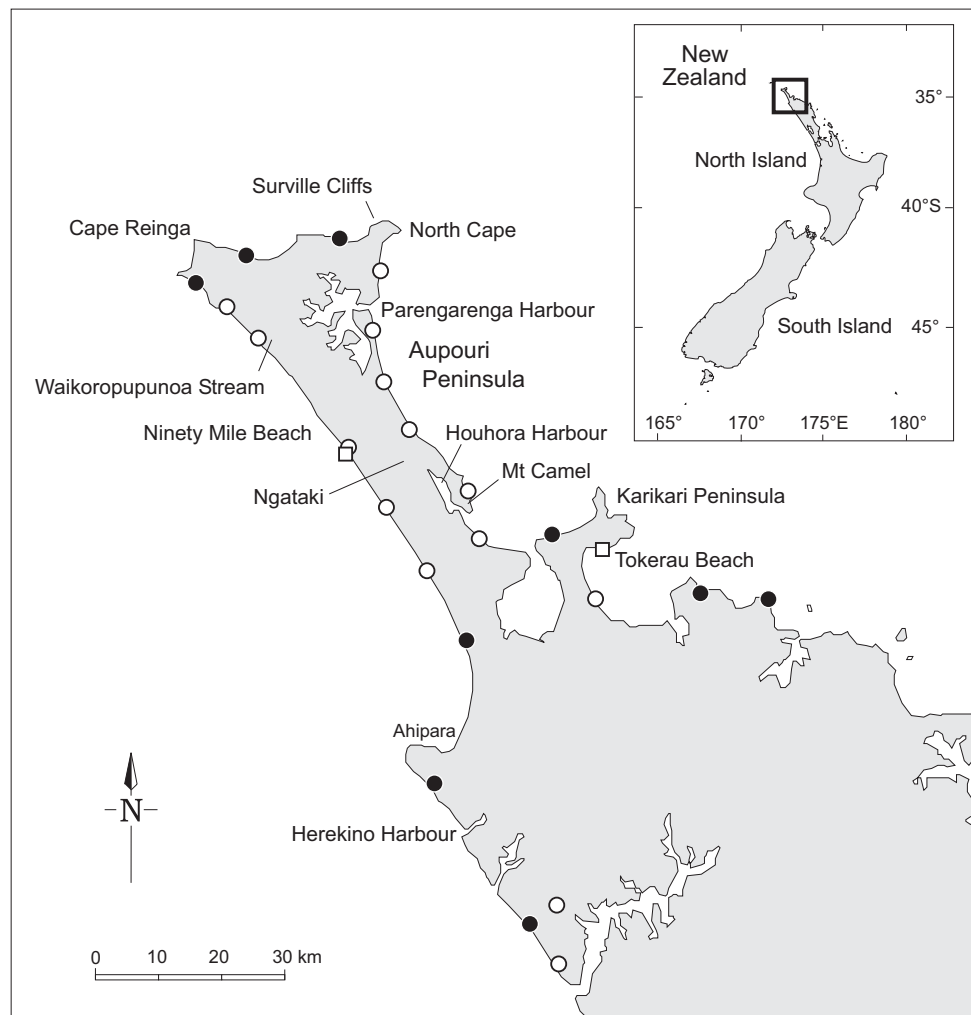 New
Zealand
35°
North Island
40°S
South Island
45°
165°
170°
175°E
180°
Surville Cliffs
Cape Reinga
North Cape
Parengarenga Harbour
Aupouri
Peninsula
Waikoropupunoa Stream
Ninety Mile Beach
Houhora Harbour
Mt Camel
Ngataki
Karikari Peninsula
Tokerau Beach
Ahipara
N
Herekino Harbour
0 10 20 30 km